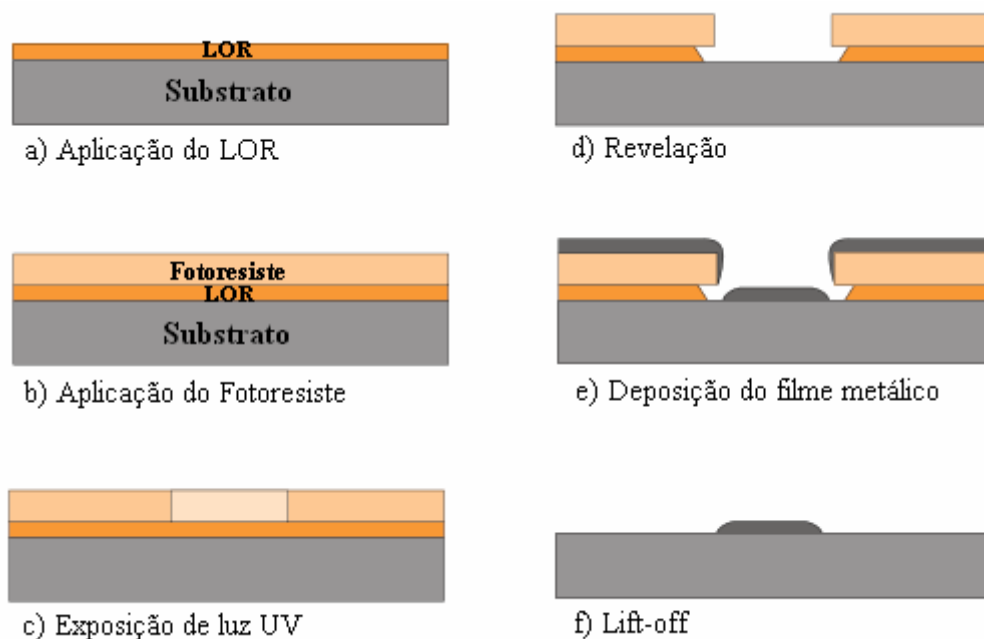 LOR
Substrato
a) Aplicação do LOR
Fotoresiste
LOR
Substrato
b) Aplicação do Fotoresiste
c) Exposição de luz UV
d) Revelação
e) Deposição do filme metálico
f) Lift-off